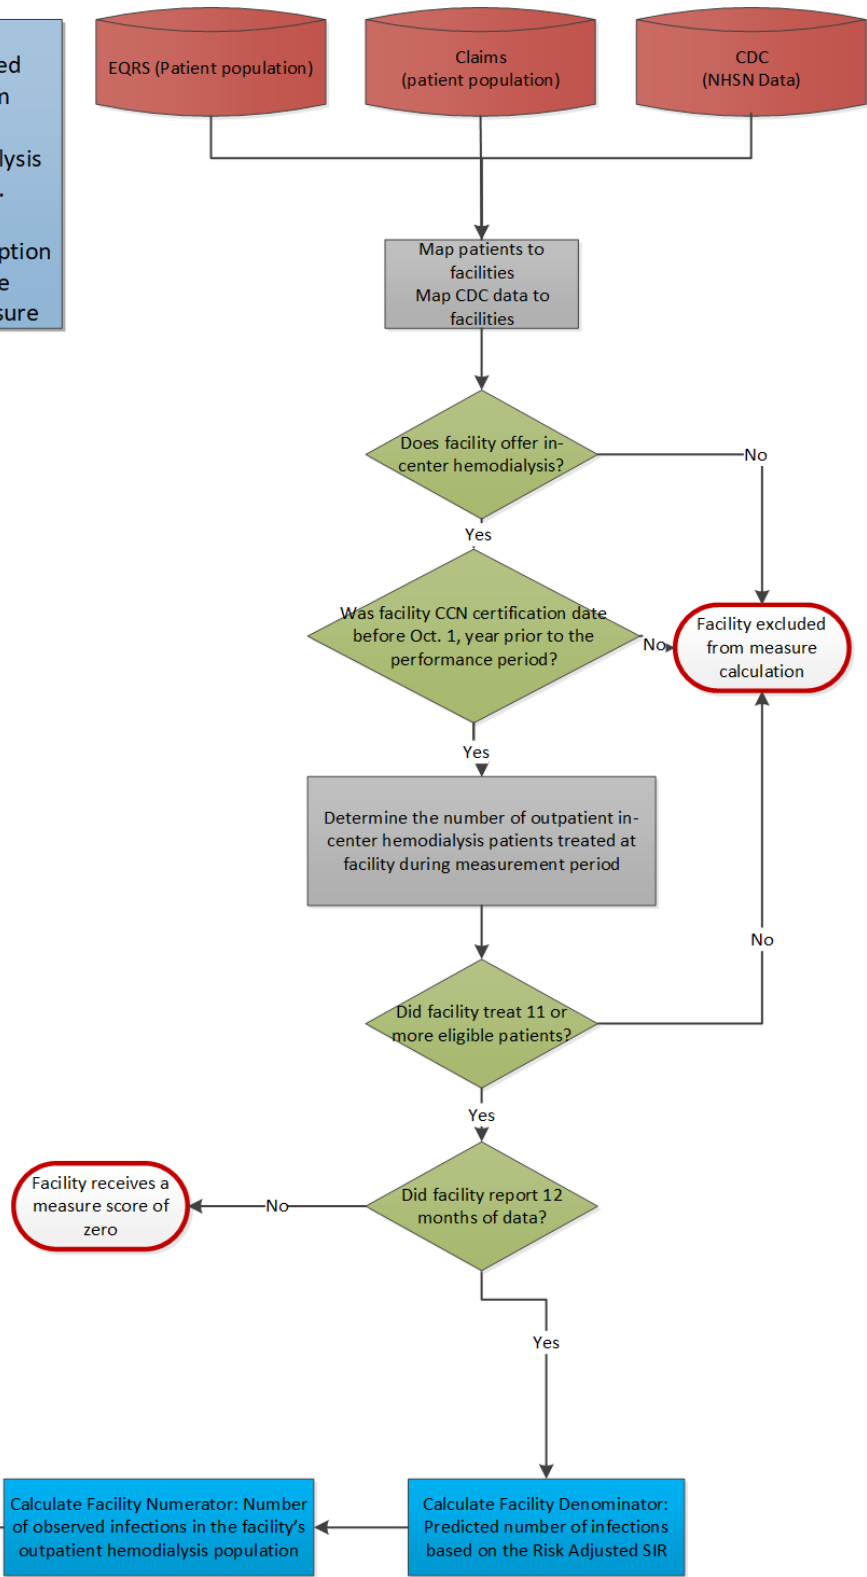 EQRS (Patient population)
Claims
(patient population)
CDC
(NHSN Data)
Map patients to
facilities
Map CDC data to
facilities
Does facility offer in-
center hemodialysis?
No
Yes
Was facility CCN certification date
before Oct. 1, year prior to the
performance period?
No
Facility excluded
from measure
calculation
Yes
Determine the number of outpatient in-
center hemodialysis patients treated at
facility during measurement period
No
Did facility treat 11 or
more eligible patients?
Yes
Did facility report 12
months of data?
No
Facility receives a
measure score of
zero
Yes
Calculate Facility Numerator: Number
of observed infections in the facility's
outpatient hemodialysis population
Calculate Facility Denominator:
Predicted number of infections
based on the Risk Adjusted SIR